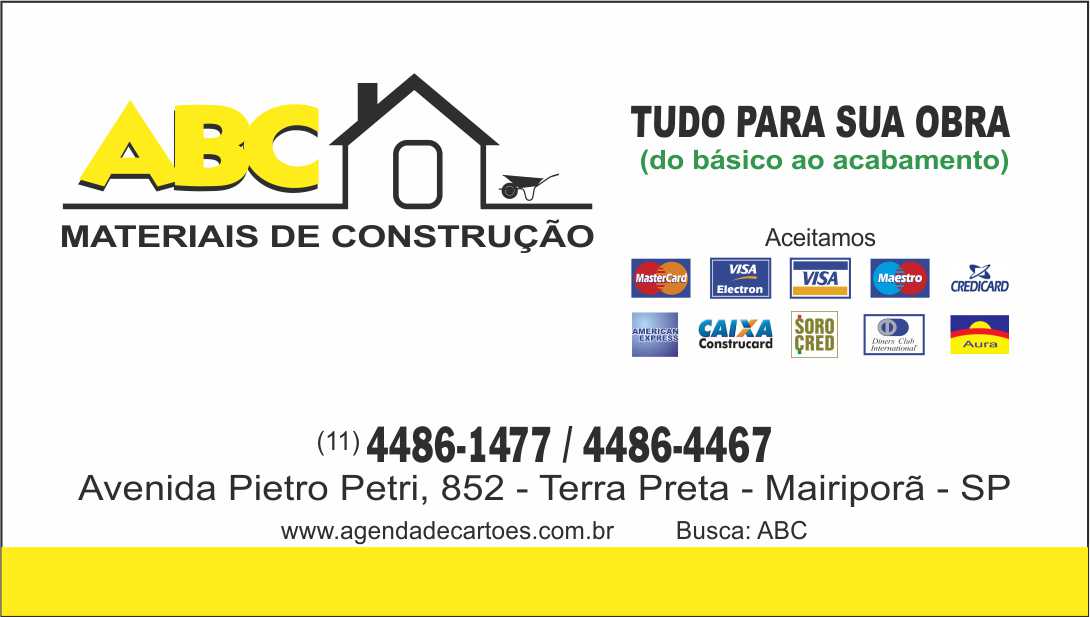 ABC
MATERIAIS DE CONSTRUÇÃO
TUDO PARA SUA OBRA
(do básico ao acabamento)
Aceitamos
MasterCard
VISA
Electron
VISA
Maestro
CREDICARD
AMERICAN
EXPRESS
CAIXA
Construcard
SORO
CRED
Diners Club
International
Aura
(11) 4486-1477 / 4486-4467
Avenida Pietro Petri, 852 - Terra Preta - Mairiporã - SP
www.agendadecartoes.com.br Busca: ABC